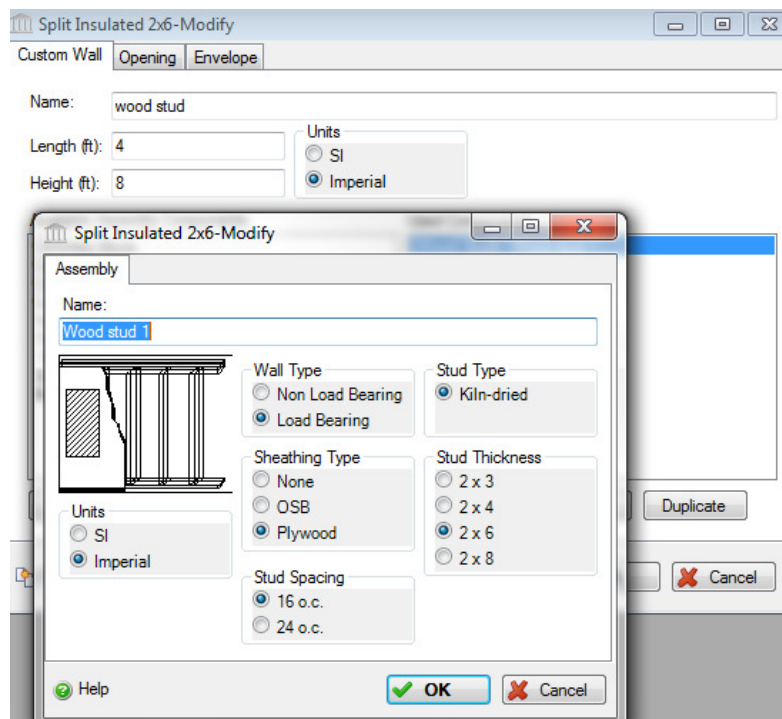 Split Insulated 2x6-Modify
Custom Wall Opening Envelope
Name: wood stud
Length (ft): 4
Height (ft): 8
Units
SI
Imperial
Split Insulated 2x6-Modify
Assembly
Name:
Wood stud 1
Wall Type
Non Load Bearing
Load Bearing
Stud Type
Kiln-dried
Sheathing Type
None
OSB
Plywood
Stud Thickness
2 x 3
2 x 4
2 x 6
2 x 8
Units
SI
Imperial
Stud Spacing
16 o.c.
24 o.c.
Duplicate
Cancel
Help
OK
Cancel